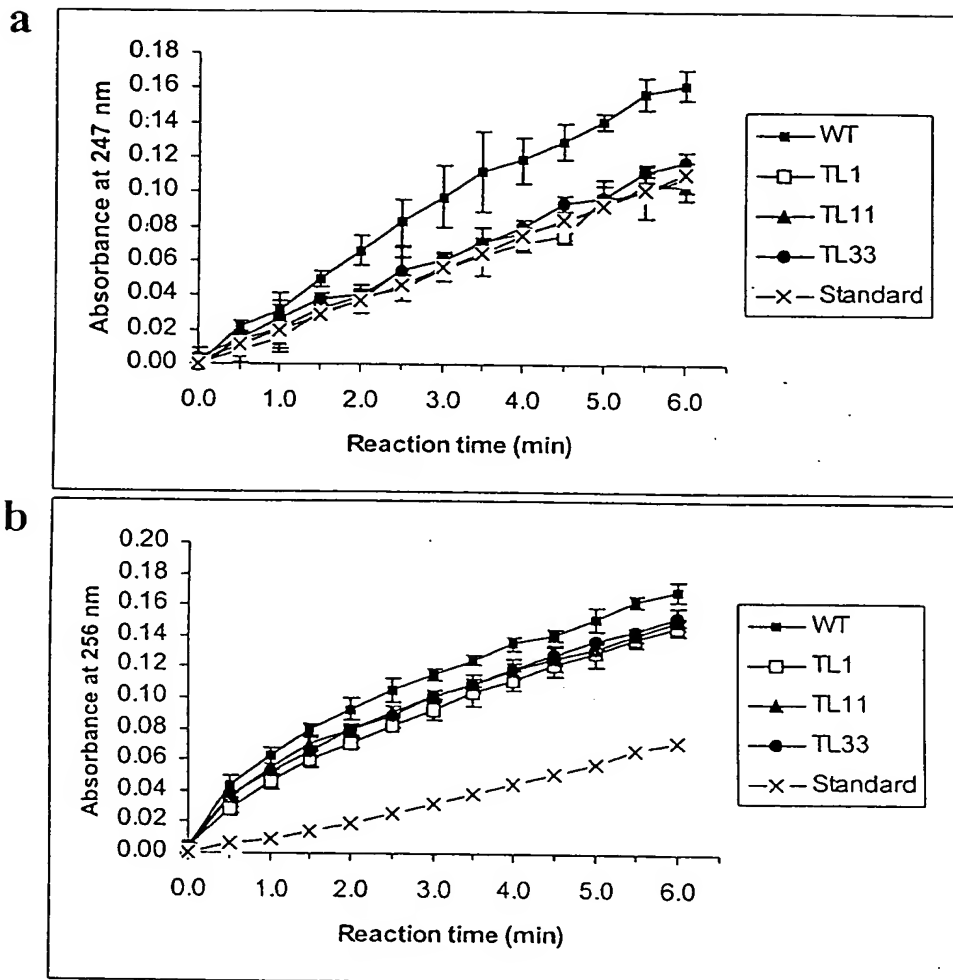 a
0.18
0.16
0.14
0.12
0.10
0.08
0.06
0.04
0.02
0.00
Absorbance at 247 nm
0.0 1.0 2.0 3.0 4.0 5.0 6.0
Reaction time (min)
WT
TL1
TL11
TL33
Standard
b
0.20
0.18
0.16
0.14
0.12
0.10
0.08
0.06
0.04
0.02
0.00
Absorbance at 256 nm
0.0 1.0 2.0 3.0 4.0 5.0 6.0
Reaction time (min)
WT
TL1
TL11
TL33
Standard